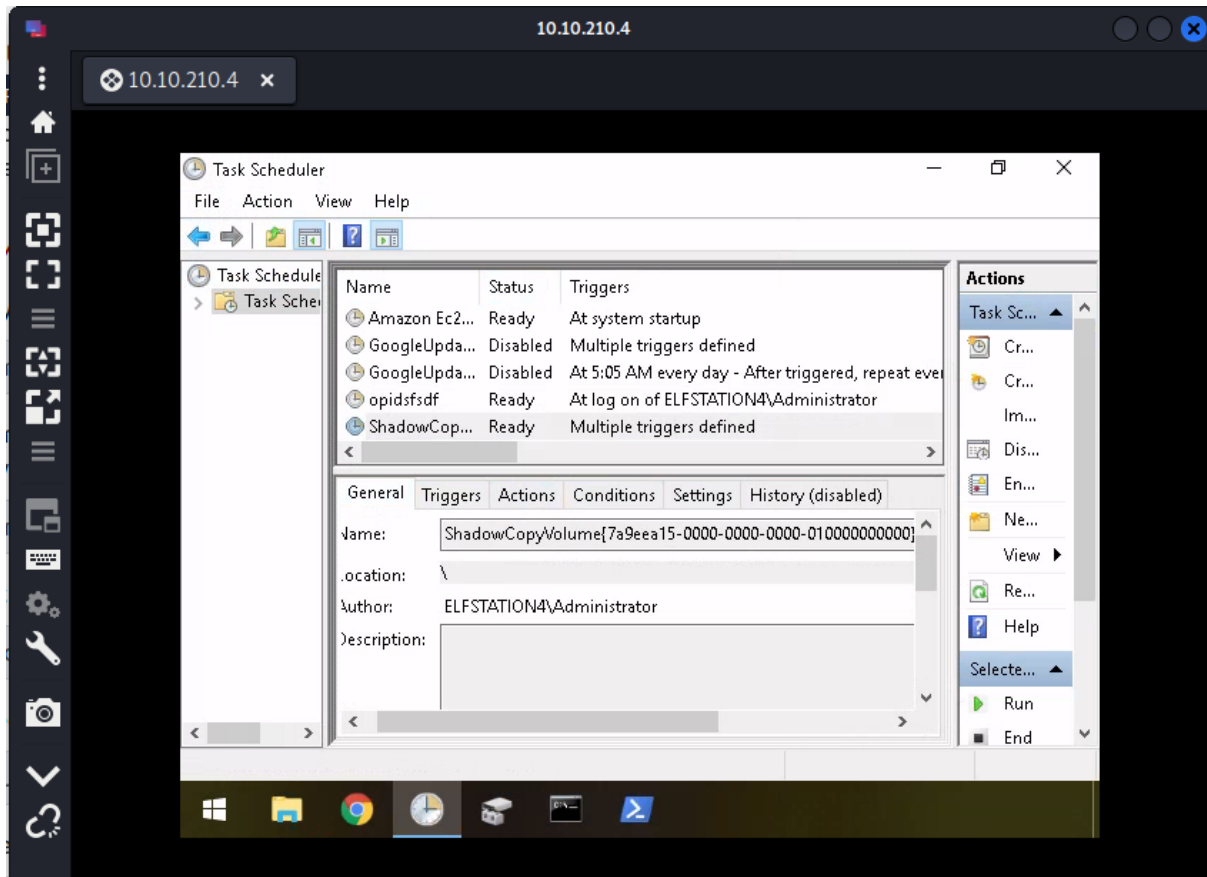 10.10.210.4
10.10.210.4 ×
Task Scheduler
File Action View Help
Task Schedule
Task Sche
Name Status Triggers
Amazon Ec2... Ready At system startup
GoogleUpda... Disabled Multiple triggers defined
GoogleUpda... Disabled At 5:05 AM every day - After triggered, repeat ever
opidsfsdf Ready At log on of ELFSTATION4\Administrator
ShadowCop... Ready Multiple triggers defined
General Triggers Actions Conditions Settings History (disabled)
Name: ShadowCopyVolume{7a9eea15-0000-0000-0000-010000000000}
Location: \
Author: ELFSTATION4\Administrator
Description:
Actions
Task Sc...
Cr...
Cr...
Im...
Dis...
En...
Ne...
View
Re...
Help
Selecte...
Run
End